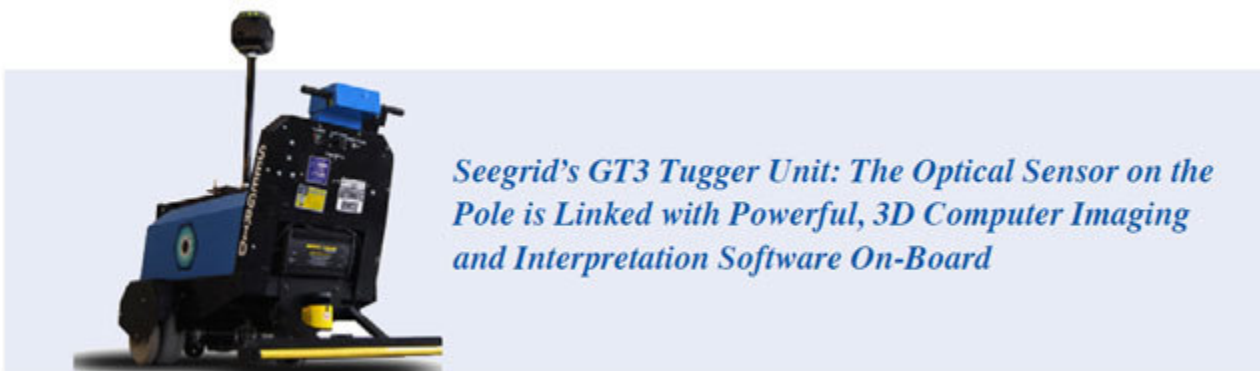 SEEGRID
Seegrid's GT3 Tugger Unit: The Optical Sensor on the
Pole is Linked with Powerful, 3D Computer Imaging
and Interpretation Software On-Board